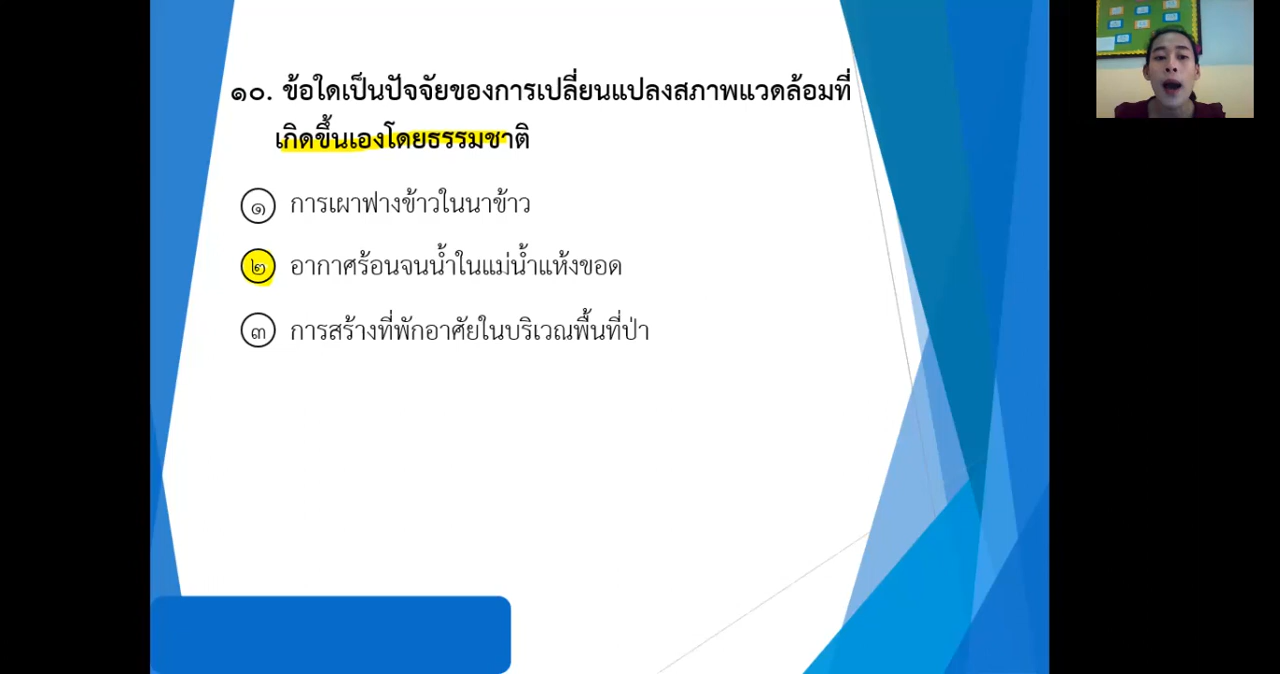 ๑๐. ข้อใดเป็นปัจจัยของการเปลี่ยนแปลงสภาพแวดล้อมที่
เกิดขึ้นเองโดยธรรมชาติ
๑ การเผาฟางข้าวในนาข้าว
๒ อากาศร้อนจนน้ำในแม่น้ำแห้งขอด
๓ การสร้างที่พักอาศัยในบริเวณพื้นที่ป่า